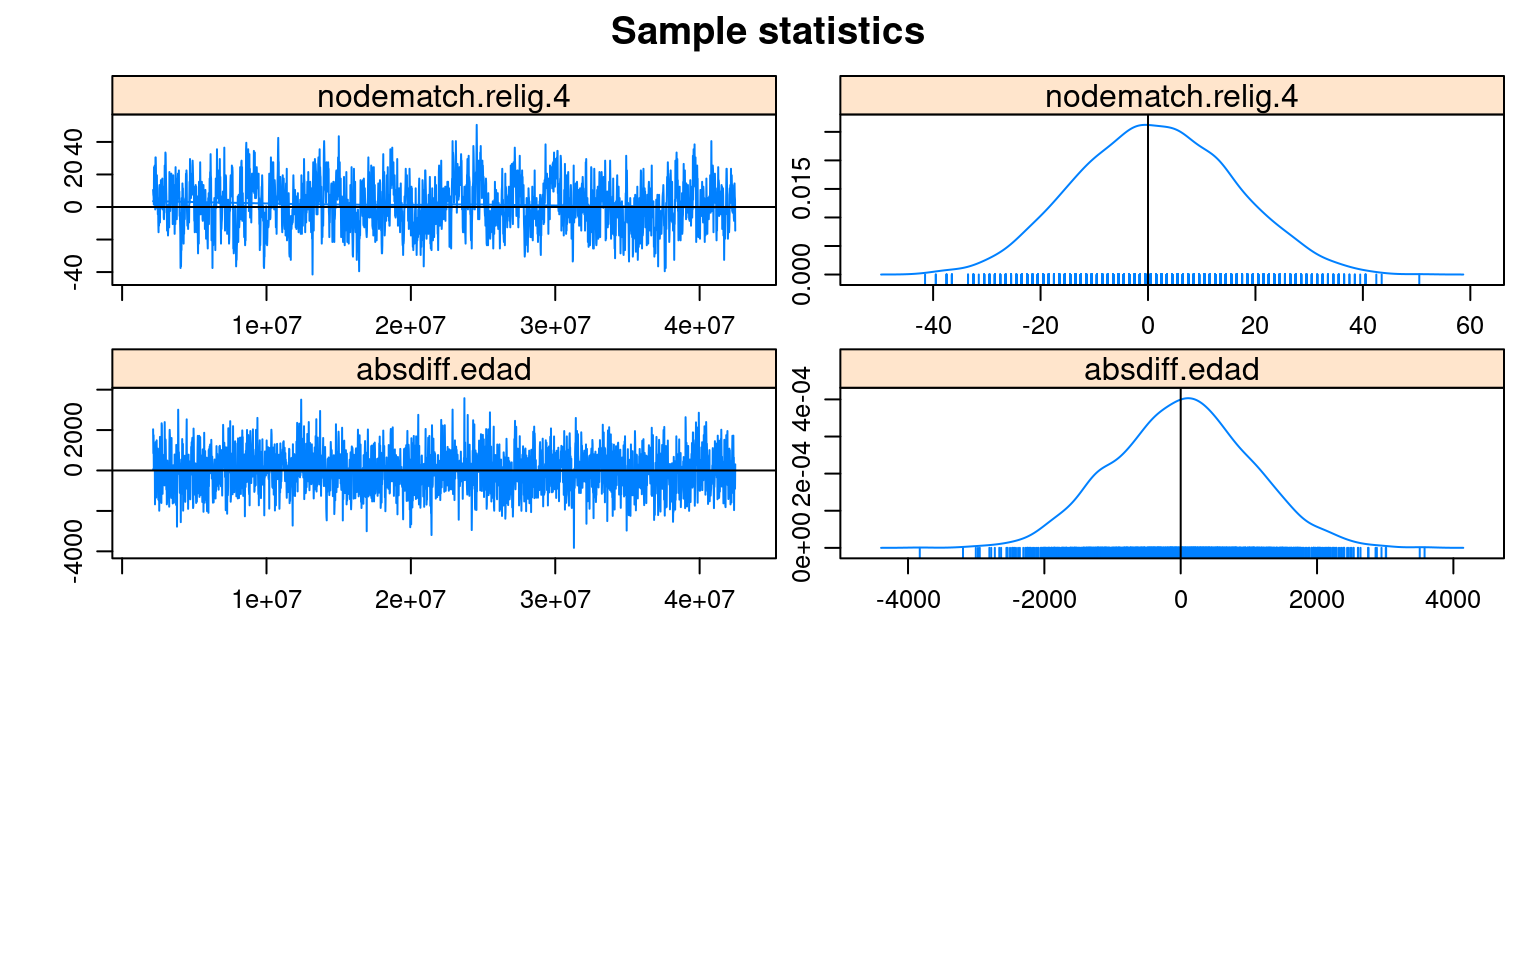 Sample statistics
nodematch.relig.4
-40 0 20 40
1e+07 2e+07 3e+07 4e+07
nodematch.relig.4
0.000 0.015
-40 -20 0 20 40 60
absdiff.edad
-4000 0 2000
1e+07 2e+07 3e+07 4e+07
absdiff.edad
0e+00 2e-04 4e-04
-4000 -2000 0 2000 4000